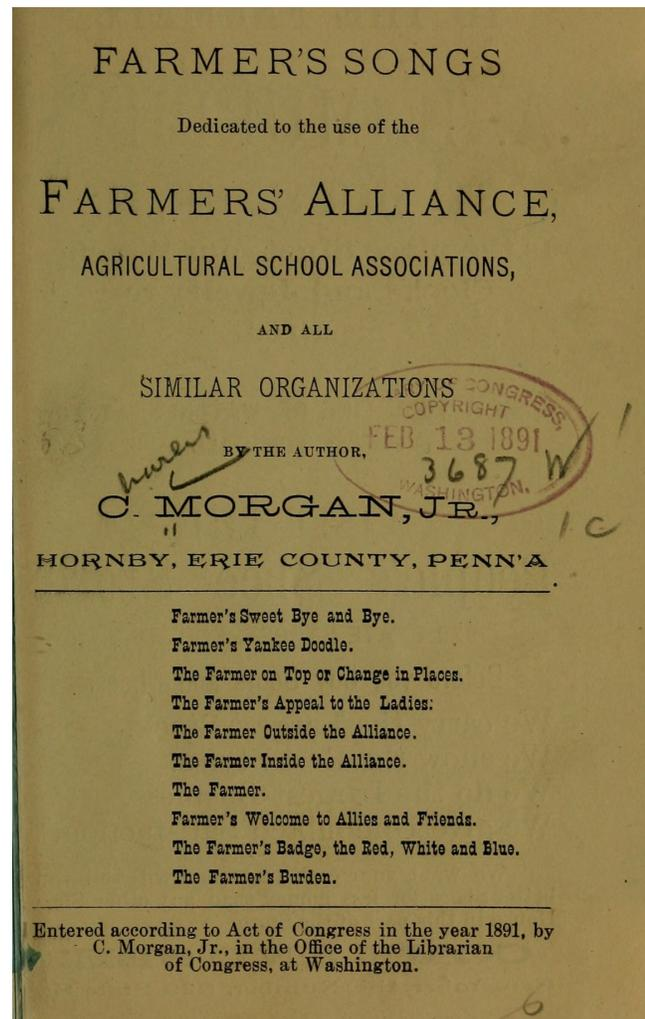 FARMER'S SONGS
Dedicated to the use of the
FARMERS' ALLIANCE,
AGRICULTURAL SCHOOL ASSOCIATIONS,
AND ALL
SIMILAR ORGANIZATIONS
CONGRESS,
COPYRIGHT
FEB 13 1891
3687 W
WASHINGTON.
BY THE AUTHOR,
C. MORGAN, JR.,
1 C
HORNBY, ERIE COUNTY, PENN'A
Farmer's Sweet Bye and Bye.
Farmer's Yankee Doodle.
The Farmer on Top or Change in Places.
The Farmer's Appeal to the Ladies:
The Farmer Outside the Alliance.
The Farmer Inside the Alliance.
The Farmer.
Farmer's Welcome to Allies and Friends.
The Farmer's Badge, the Red, White and Blue.
The Farmer's Burden.
Entered according to Act of Congress in the year 1891, by
C. Morgan, Jr., in the Office of the Librarian
of Congress, at Washington.
6